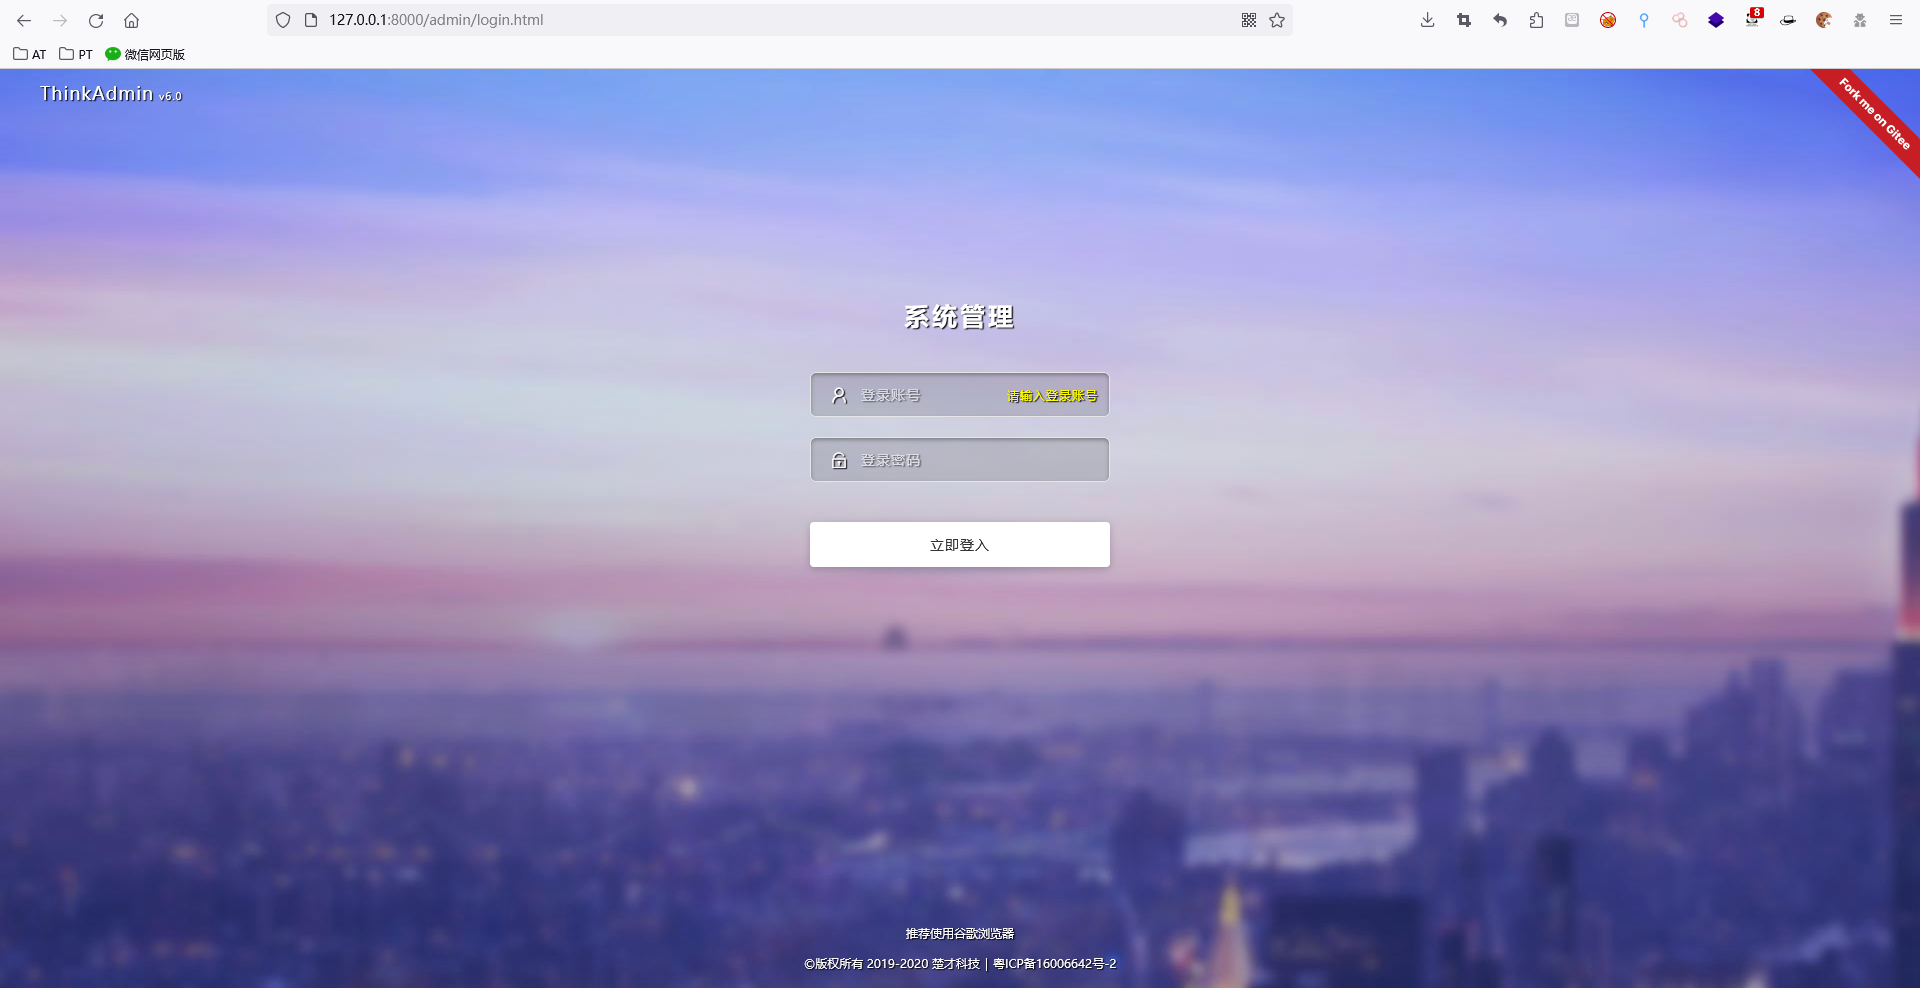 127.0.0.1:8000/admin/login.html
8
AT
PT
微信网页版
ThinkAdmin v6.0
Fork me on Gitee
系统管理
登录账号
请输入登录账号
登录密码
立即登入
推荐使用谷歌浏览器
©版权所有 2019-2020 楚才科技 | 粤ICP备16006642号-2